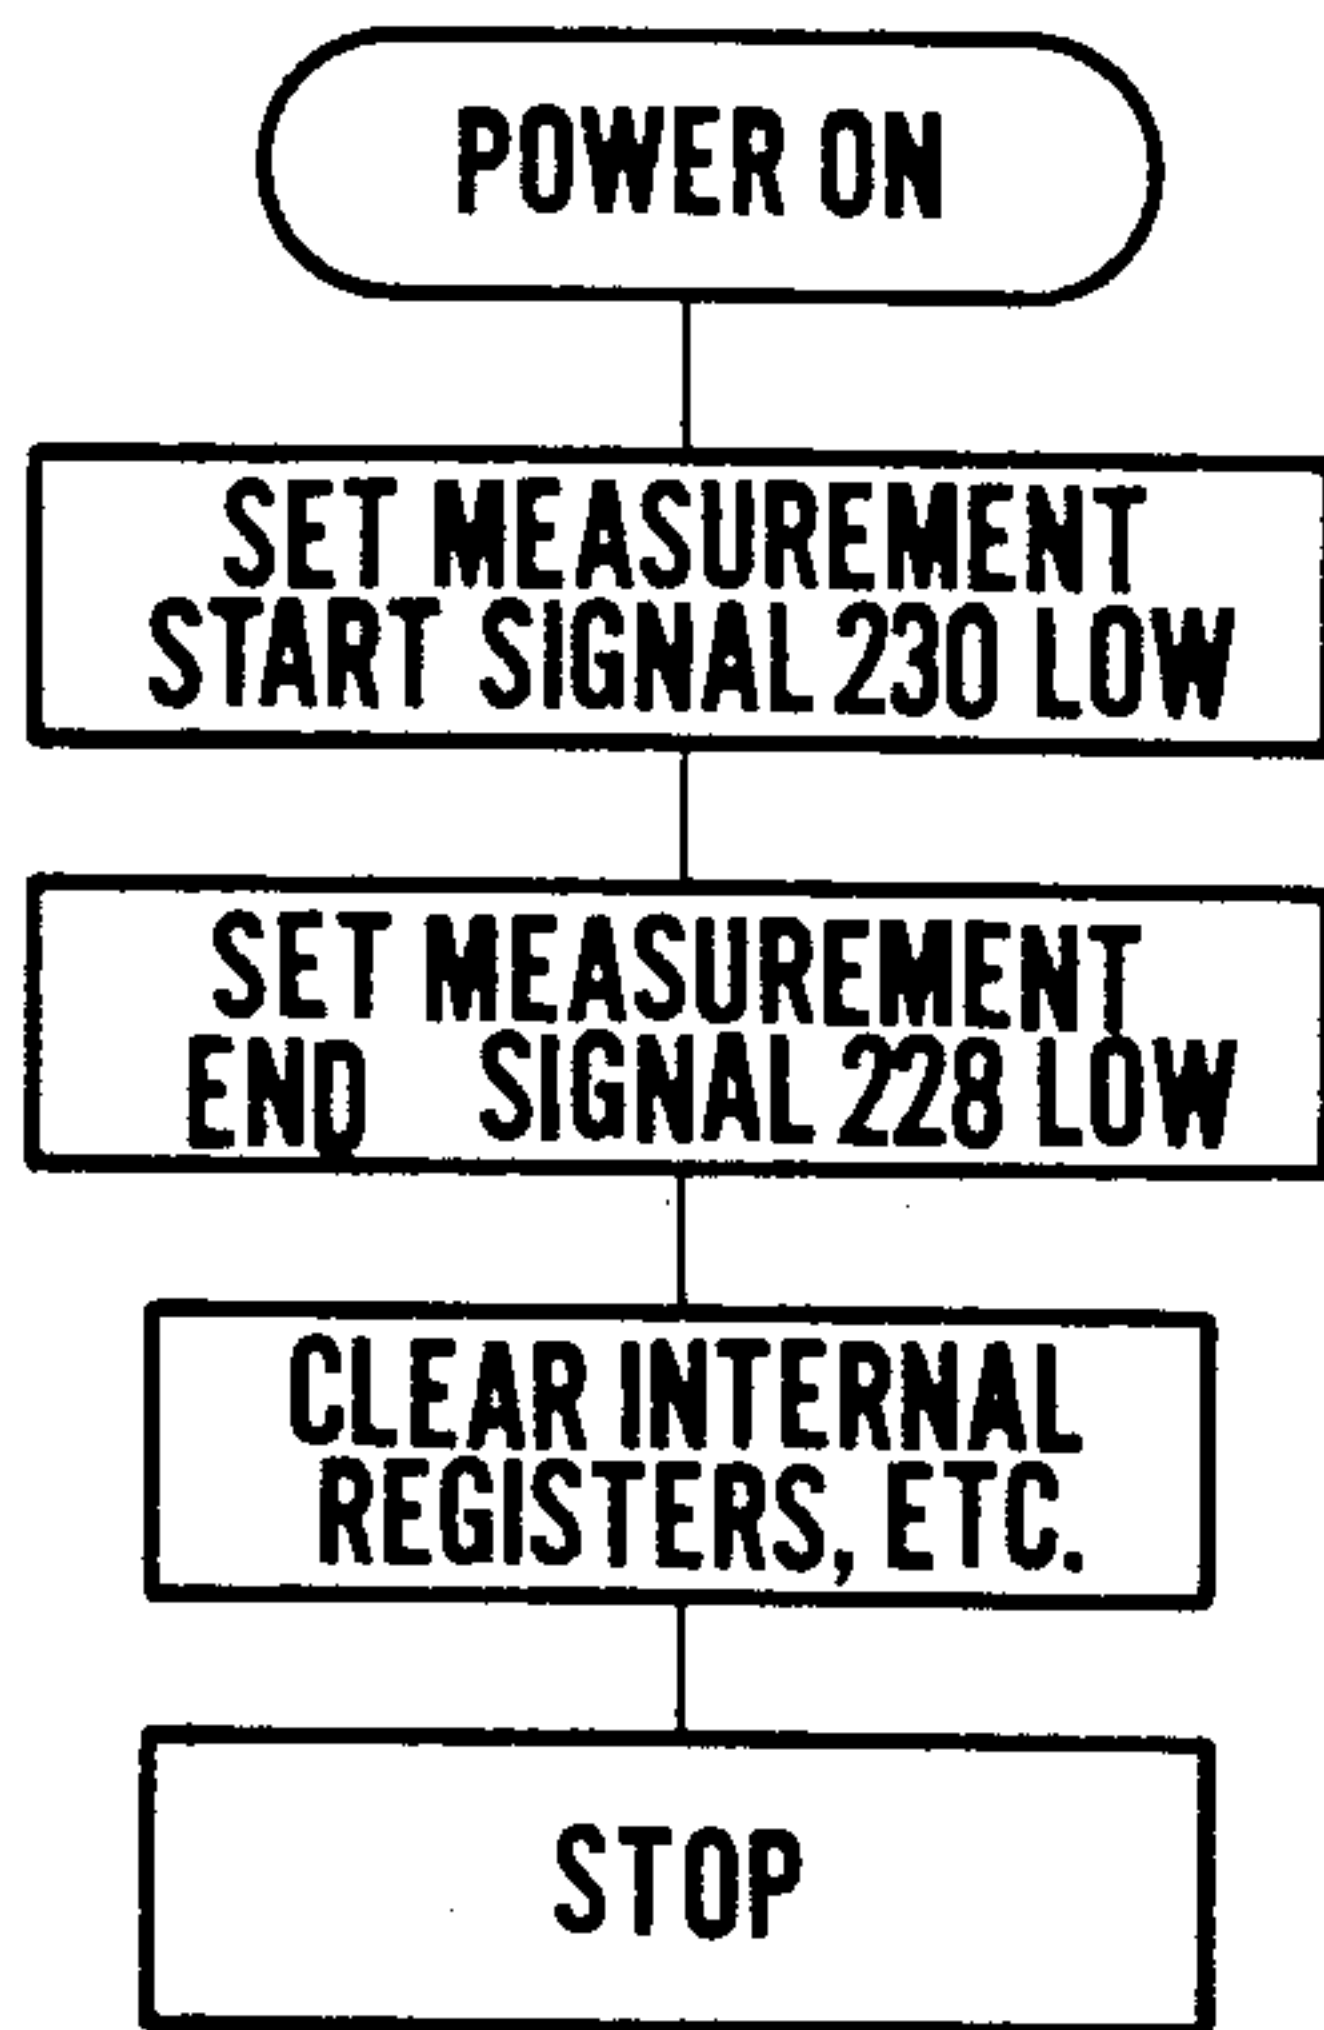 POWER ON
SET MEASUREMENT
START SIGNAL 230 LOW
SET MEASUREMENT
END SIGNAL 228 LOW
CLEAR INTERNAL
REGISTERS, ETC.
STOP